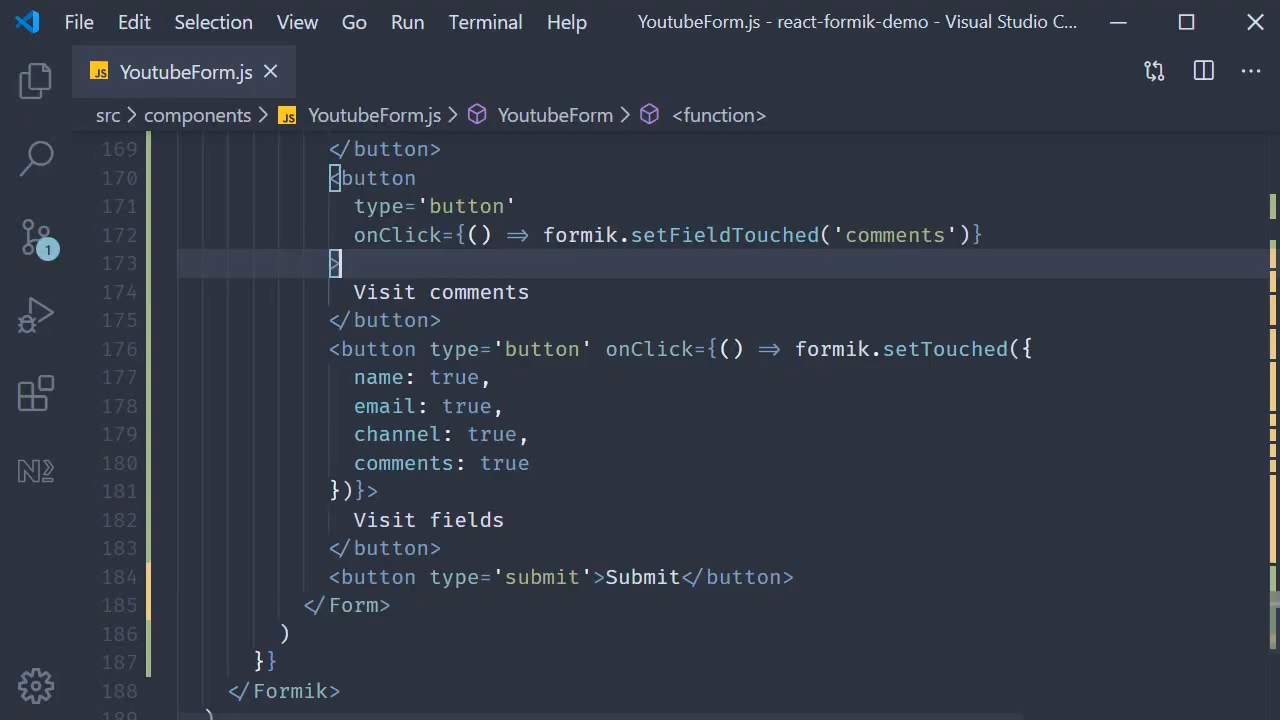 File Edit Selection View Go Run Terminal Help YoutubeForm.js - react-formik-demo - Visual Studio C...
JS YoutubeForm.js
src > components > JS YoutubeForm.js > YoutubeForm > <function>
169 </button>
170 <button
171 type='button'
172 onClick={() => formik.setFieldTouched('comments')}
173 >
174 Visit comments
175 </button>
176 <button type='button' onClick={() => formik.setTouched({
177 name: true,
178 email: true,
179 channel: true,
180 comments: true
181 })}>
182 Visit fields
183 </button>
184 <button type='submit'>Submit</button>
185 </Form>
186 )
187 }}
188 </Formik>
189 )
1
N